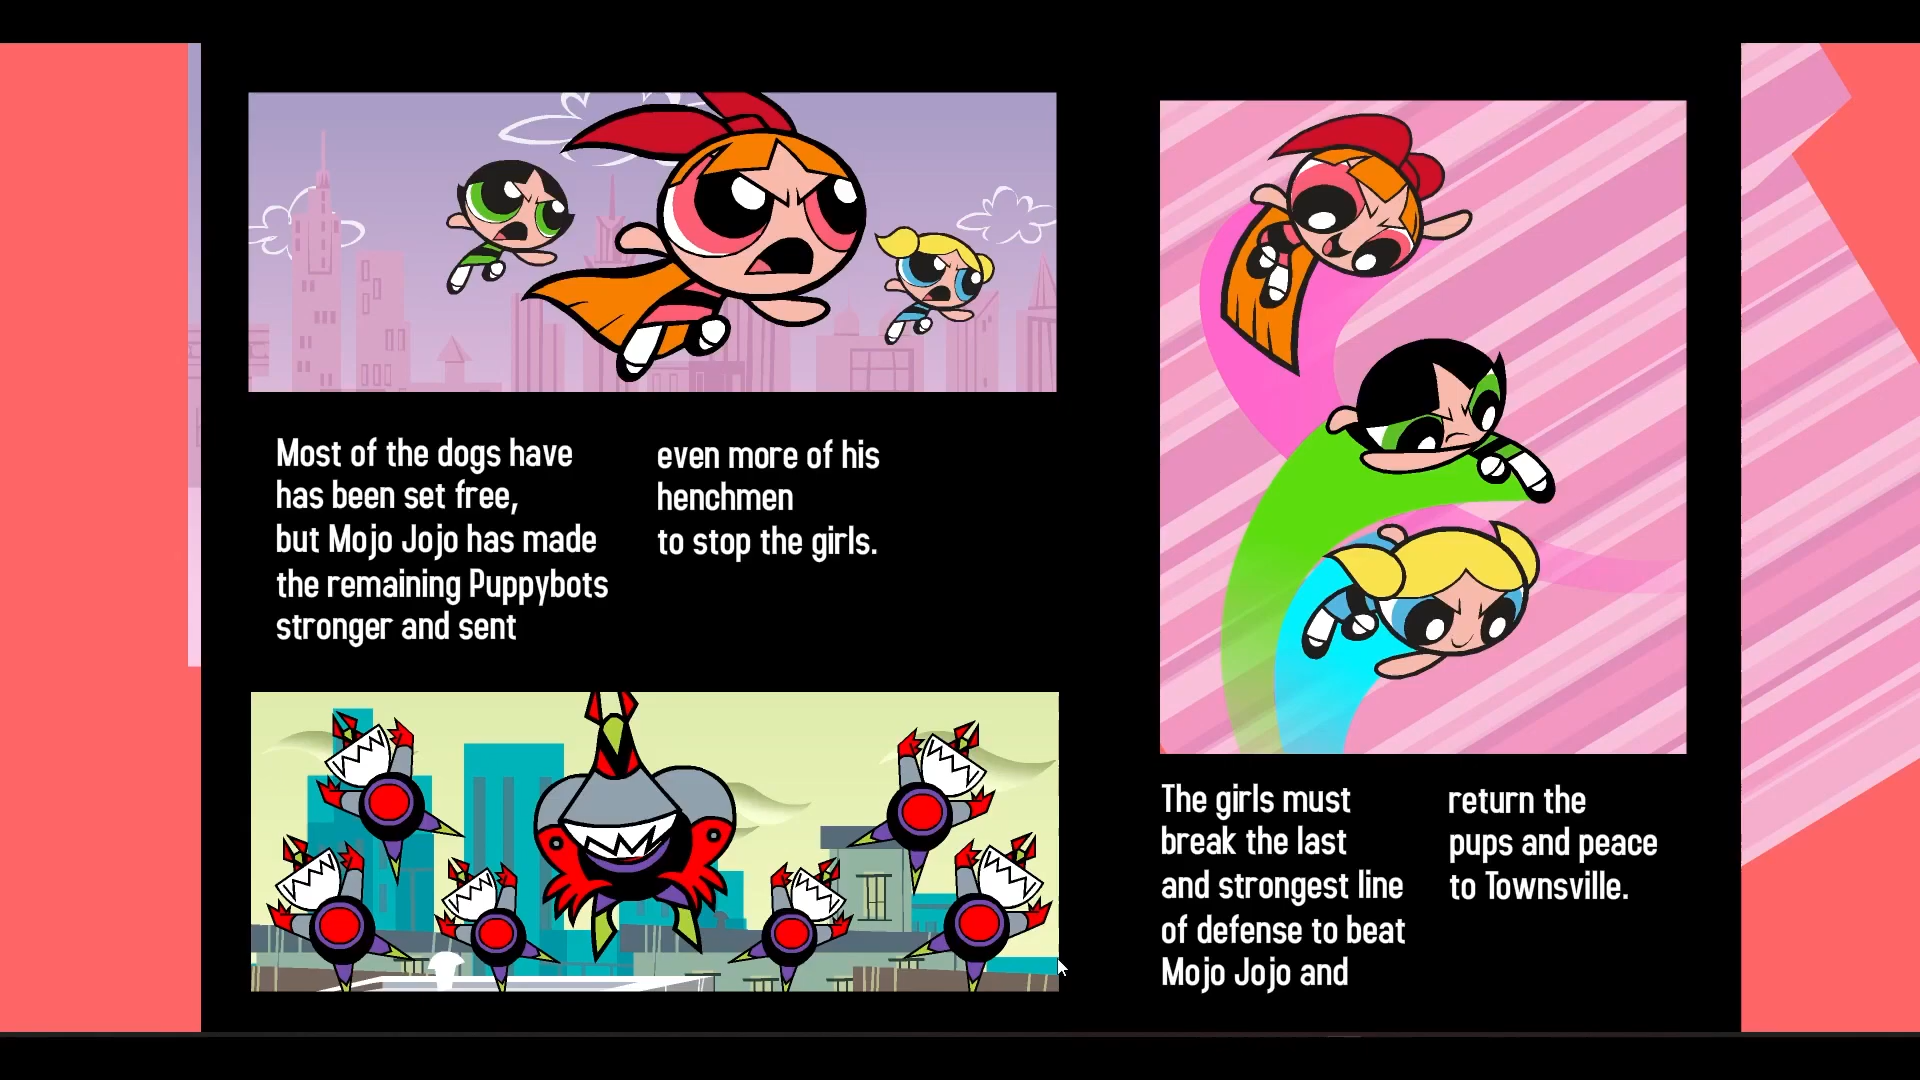 Most of the dogs have
has been set free,
but Mojo Jojo has made
the remaining Puppybots
stronger and sent
even more of his
henchmen
to stop the girls.
The girls must
break the last
and strongest line
of defense to beat
Mojo Jojo and
return the
pups and peace
to Townsville.